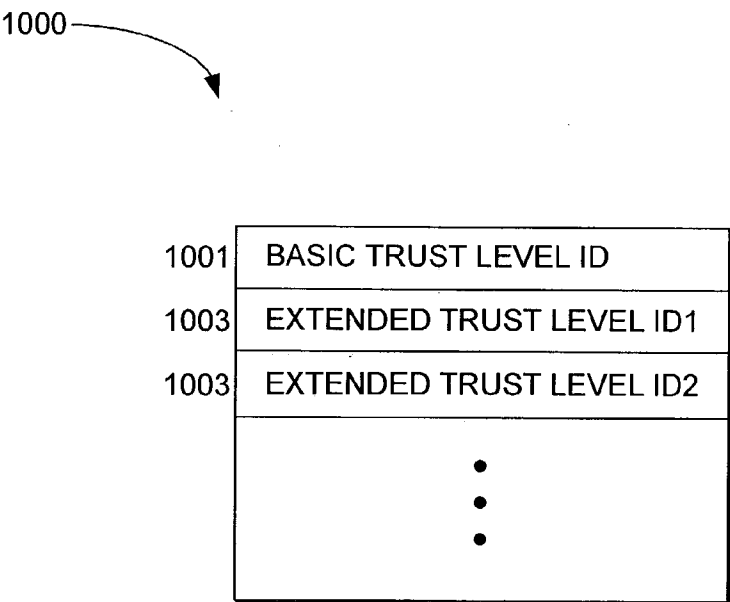 1000
1001 BASIC TRUST LEVEL ID
1003 EXTENDED TRUST LEVEL ID1
1003 EXTENDED TRUST LEVEL ID2